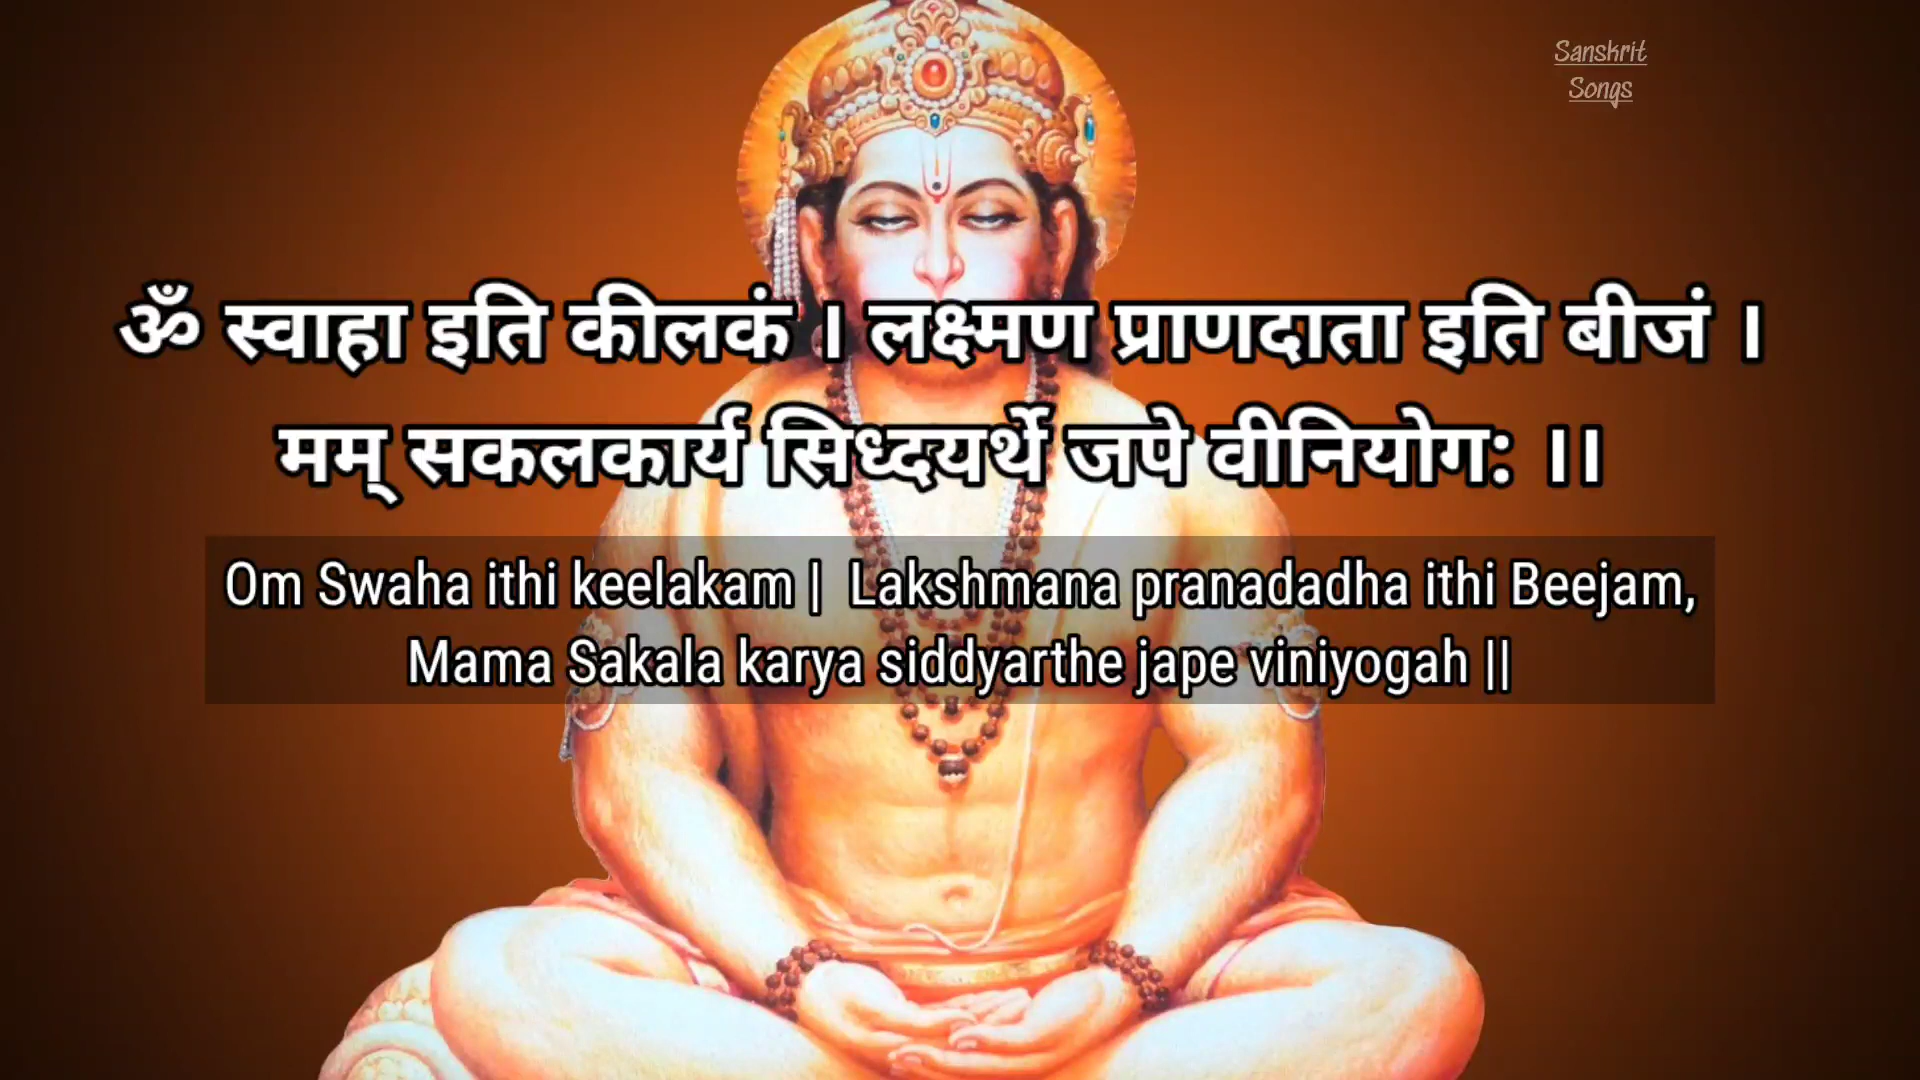 Sanskrit
Songs
ॐ स्वाहा इति कीलकं । लक्ष्मण प्राणदाता इति बीजं ।
मम् सकलकार्य सिध्दयर्थे जपे वीनियोग: ।।
Om Swaha ithi keelakam | Lakshmana pranadadha ithi Beejam,
Mama Sakala karya siddyarthe jape viniyogah ||